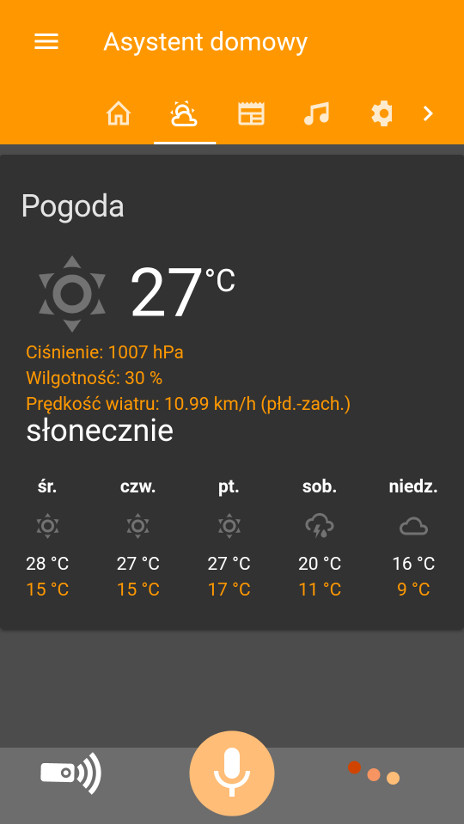 Asystent domowy
Pogoda
27°C
Ciśnienie: 1007 hPa
Wilgotność: 30 %
Prędkość wiatru: 10.99 km/h (płd.-zach.)
słonecznie
śr. czw. pt. sob. niedz.
28 °C 27 °C 27 °C 20 °C 16 °C
15 °C 15 °C 17 °C 11 °C 9 °C